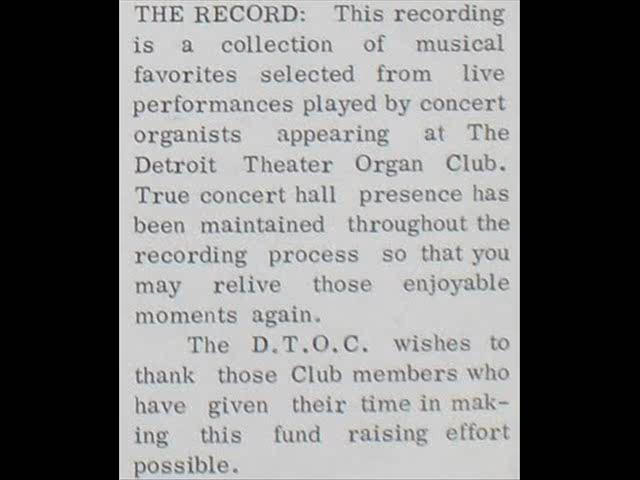 THE RECORD: This recording
is a collection of musical
favorites selected from live
performances played by concert
organists appearing at The
Detroit Theater Organ Club.
True concert hall presence has
been maintained throughout the
recording process so that you
may relive those enjoyable
moments again.
The D.T.O.C. wishes to
thank those Club members who
have given their time in mak-
ing this fund raising effort
possible.